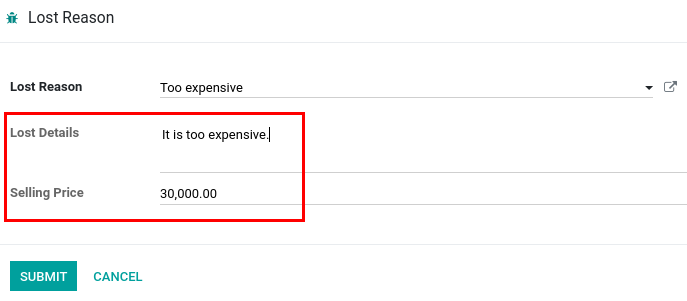 Lost Reason
Lost Reason Too expensive
Lost Details It is too expensive.
Selling Price 30,000.00
SUBMIT CANCEL